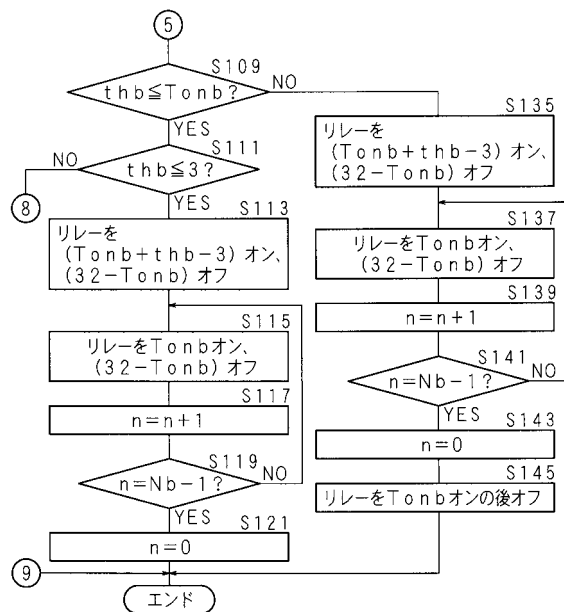 5
S109
thb≦Tonb?
NO
YES
S111
NO
thb≦3?
8
YES
S113
リレーを
(Tonb+thb-3)オン、
(32-Tonb)オフ
S115
リレーをTonbオン、
(32-Tonb)オフ
S117
n=n+1
S119
n=Nb-1?
NO
YES
S121
n=0
9
エンド
S135
リレーを
(Tonb+thb-3)オン、
(32-Tonb)オフ
S137
リレーをTonbオン、
(32-Tonb)オフ
S139
n=n+1
S141
n=Nb-1?
NO
YES
S143
n=0
S145
リレーをTonbオンの後オフ